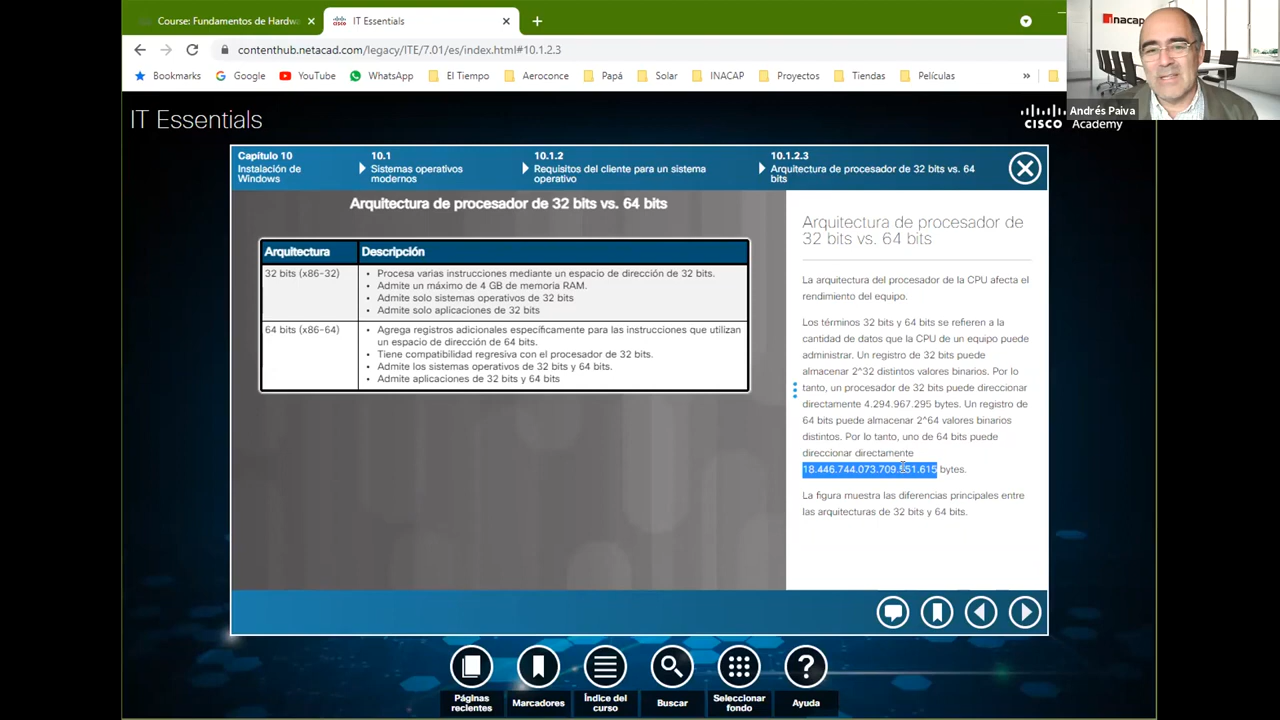 Course: Fundamentos de Hardwa
IT Essentials
contenthub.netacad.com/legacy/ITE/7.01/es/index.html#10.1.2.3
Bookmarks
Google
YouTube
WhatsApp
El Tiempo
Aeroconce
Papá
Solar
INACAP
Proyectos
Tiendas
Películas
»
inacap
Andrés Paiva
IT Essentials
cisco Academy
Capítulo 10
Instalación de
Windows
10.1
Sistemas operativos
modernos
10.1.2
Requisitos del cliente para un sistema
operativo
10.1.2.3
Arquitectura de procesador de 32 bits vs. 64
bits
Arquitectura de procesador de 32 bits vs. 64 bits
Arquitectura
Descripción
32 bits (x86-32)
• Procesa varias instrucciones mediante un espacio de dirección de 32 bits.
• Admite un máximo de 4 GB de memoria RAM.
• Admite solo sistemas operativos de 32 bits
• Admite solo aplicaciones de 32 bits
64 bits (x86-64)
• Agrega registros adicionales específicamente para las instrucciones que utilizan
un espacio de dirección de 64 bits.
• Tiene compatibilidad regresiva con el procesador de 32 bits.
• Admite los sistemas operativos de 32 bits y 64 bits.
• Admite aplicaciones de 32 bits y 64 bits
Arquitectura de procesador de
32 bits vs. 64 bits
La arquitectura del procesador de la CPU afecta el
rendimiento del equipo.
Los términos 32 bits y 64 bits se refieren a la
cantidad de datos que la CPU de un equipo puede
administrar. Un registro de 32 bits puede
almacenar 2^32 distintos valores binarios. Por lo
tanto, un procesador de 32 bits puede direccionar
directamente 4.294.967.295 bytes. Un registro de
64 bits puede almacenar 2^64 valores binarios
distintos. Por lo tanto, uno de 64 bits puede
direccionar directamente
18.446.744.073.709.551.615 bytes.
La figura muestra las diferencias principales entre
las arquitecturas de 32 bits y 64 bits.
Páginas
recientes
Marcadores
Índice del
curso
Buscar
Seleccionar
fondo
Ayuda